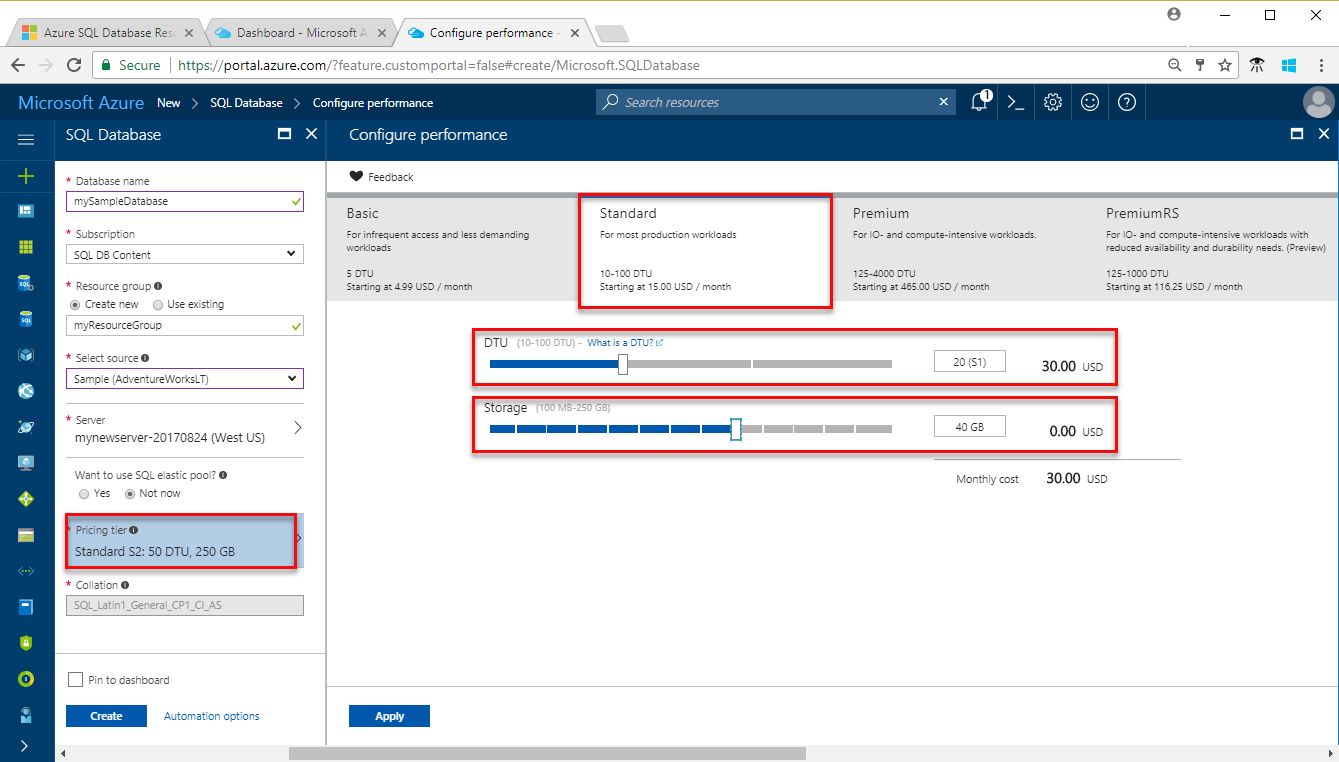 Azure SQL Database Res
Dashboard - Microsoft A
Configure performance -
Secure
https://portal.azure.com/?feature.customportal=false#create/Microsoft.SQLDatabase
Microsoft Azure New > SQL Database > Configure performance
Search resources
1
SQL Database
* Database name
mySampleDatabase
* Subscription
SQL DB Content
* Resource group
Create new
Use existing
myResourceGroup
* Select source
Sample (AdventureWorksLT)
* Server
mynewserver-20170824 (West US)
Want to use SQL elastic pool?
Yes
Not now
* Pricing tier
Standard S2: 50 DTU, 250 GB
* Collation
SQL_Latin1_General_CP1_CI_AS
Pin to dashboard
Create
Automation options
Configure performance
Feedback
Basic
For infrequent access and less demanding
workloads
5 DTU
Starting at 4.99 USD / month
Standard
For most production workloads
10-100 DTU
Starting at 15.00 USD / month
Premium
For IO- and compute-intensive workloads.
125-4000 DTU
Starting at 465.00 USD / month
PremiumRS
For IO- and compute-intensive workloads with
reduced availability and durability needs. (Preview)
125-1000 DTU
Starting at 116.25 USD / month
DTU (10-100 DTU) - What is a DTU?
20 (S1)
30.00 USD
Storage (100 MB-250 GB)
40 GB
0.00 USD
Monthly cost 30.00 USD
Apply